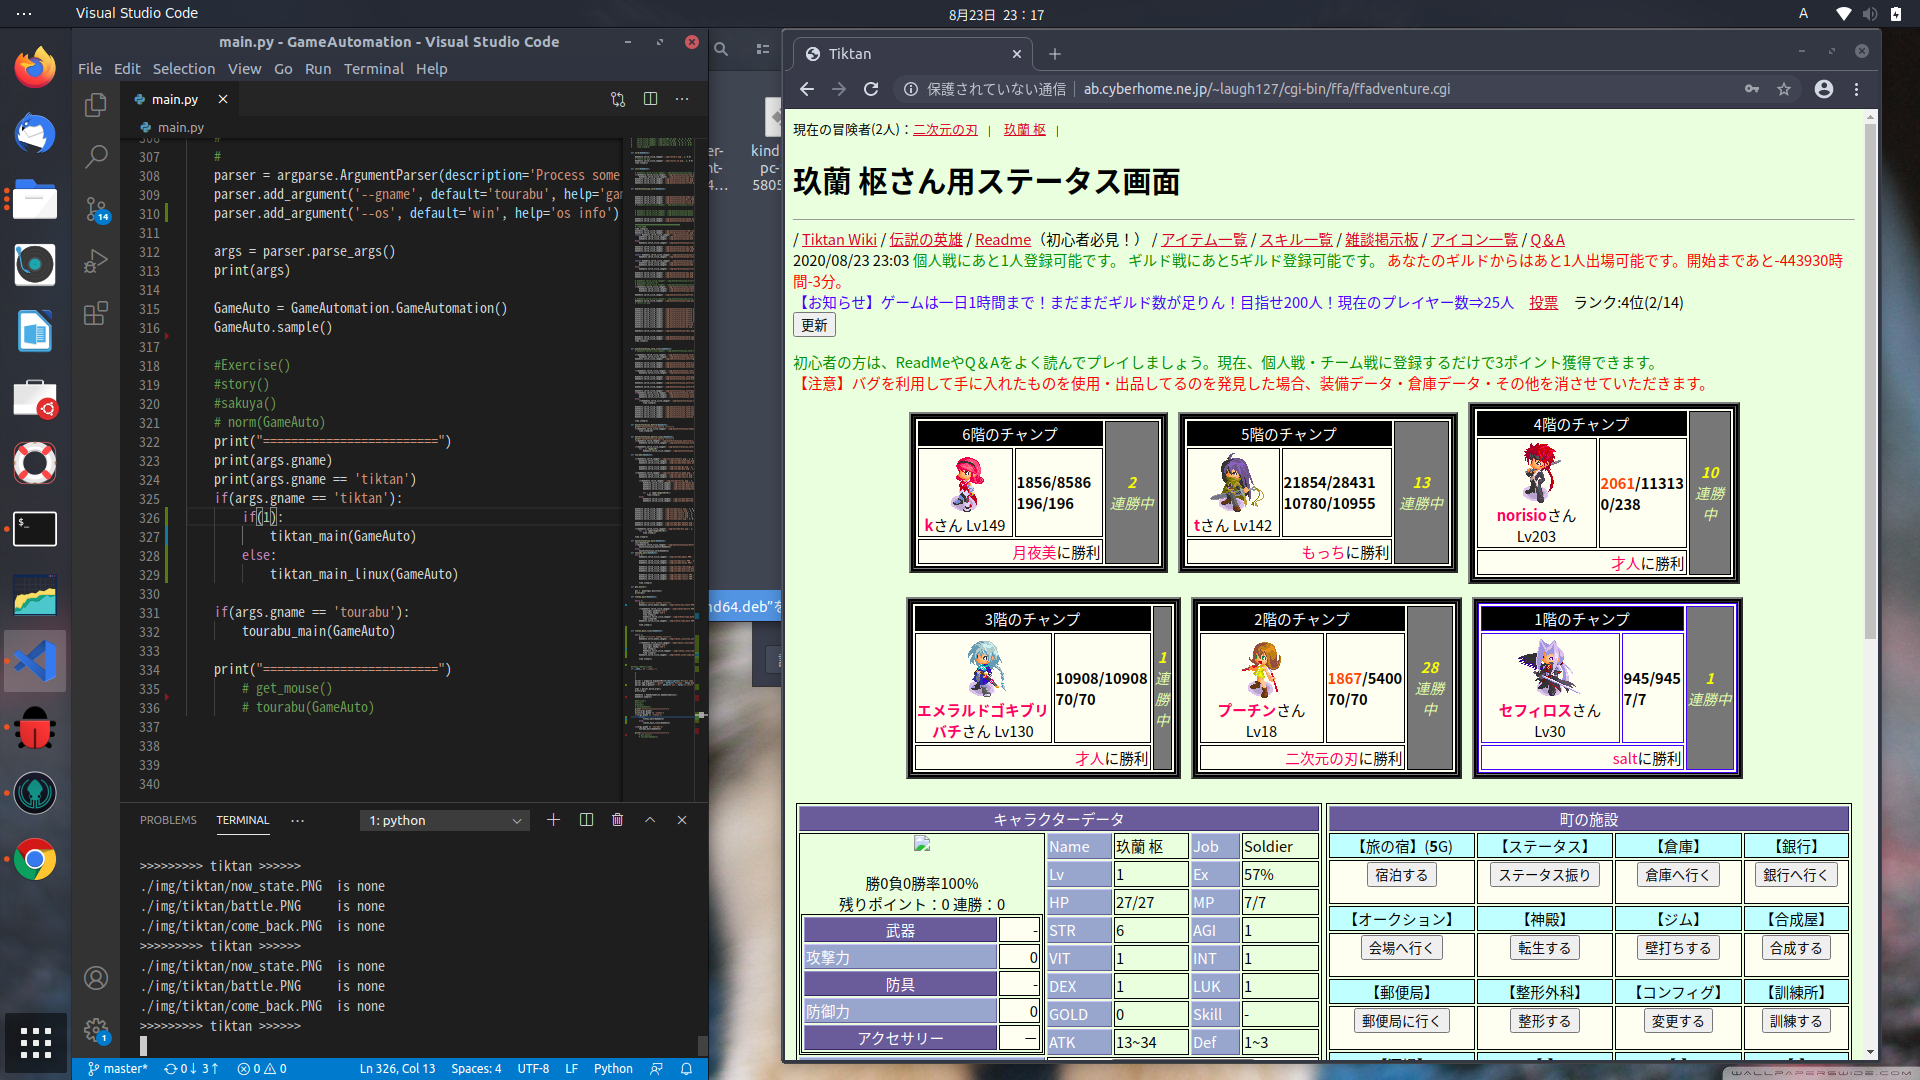 Visual Studio Code
8月23日 23：17
A
main.py - GameAutomation - Visual Studio Code
File Edit Selection View Go Run Terminal Help
main.py
main.py
306 #
307 #
308 parser = argparse.ArgumentParser(description='Process some
309 parser.add_argument('--gname', default='tourabu', help='gam
310 parser.add_argument('--os', default='win', help='os info')
311
312 args = parser.parse_args()
313 print(args)
314
315 GameAuto = GameAutomation.GameAutomation()
316 GameAuto.sample()
317
318 #Exercise()
319 #story()
320 #sakuya()
321 # norm(GameAuto)
322 print("=========================")
323 print(args.gname)
324 print(args.gname == 'tiktan')
325 if(args.gname == 'tiktan'):
326 if(1):
327 tiktan_main(GameAuto)
328 else:
329 tiktan_main_linux(GameAuto)
330
331 if(args.gname == 'tourabu'):
332 tourabu_main(GameAuto)
333
334 print("=========================")
335 # get_mouse()
336 # tourabu(GameAuto)
337
338
339
340
14
1
PROBLEMS TERMINAL ··· 1: python
>>>>>>>>> tiktan >>>>>>
./img/tiktan/now_state.PNG is none
./img/tiktan/battle.PNG is none
./img/tiktan/come_back.PNG is none
>>>>>>>>> tiktan >>>>>>
./img/tiktan/now_state.PNG is none
./img/tiktan/battle.PNG is none
./img/tiktan/come_back.PNG is none
>>>>>>>>> tiktan >>>>>>
master* 0↓ 3↑ 0 0 Ln 326, Col 13 Spaces: 4 UTF-8 LF Python
kind
pc-
5805
nd64.deb”を
Tiktan
保護されていない通信 | ab.cyberhome.ne.jp/~laugh127/cgi-bin/ffa/ffadventure.cgi
現在の冒険者(2人)：二次元の刃 | 玖蘭 枢 |
玖蘭 枢さん用ステータス画面
/ Tiktan Wiki / 伝説の英雄 / Readme（初心者必見！） / アイテム一覧 / スキル一覧 / 雑談掲示板 / アイコン一覧 / Q＆A
2020/08/23 23:03 個人戦にあと1人登録可能です。 ギルド戦にあと5ギルド登録可能です。 あなたのギルドからはあと1人出場可能です。開始まであと-443930時
間-3分。
【お知らせ】ゲームは一日1時間まで！まだまだギルド数が足りん！目指せ200人！現在のプレイヤー数⇒25人 投票 ランク:4位(2/14)
更新
初心者の方は、ReadMeやQ＆Aをよく読んでプレイしましょう。現在、個人戦・チーム戦に登録するだけで3ポイント獲得できます。
【注意】バグを利用して手に入れたものを使用・出品してるのを発見した場合、装備データ・倉庫データ・その他を消させていただきます。
6階のチャンプ
kさん Lv149
1856/8586
196/196
2
連勝中
月夜美に勝利
5階のチャンプ
tさん Lv142
21854/28431
10780/10955
13
連勝中
もっちに勝利
4階のチャンプ
norisioさん
Lv203
2061/11313
0/238
10
連勝
中
才人に勝利
3階のチャンプ
エメラルドゴキブリ
バチさん Lv130
10908/10908
70/70
1
連
勝
中
才人に勝利
2階のチャンプ
プーチンさん
Lv18
1867/5400
70/70
28
連勝
中
二次元の刃に勝利
1階のチャンプ
セフィロスさん
Lv30
945/945
7/7
1
連勝中
saltに勝利
キャラクターデータ
勝0負0勝率100%
残りポイント：0 連勝：0
武器 -
攻撃力 0
防具 -
防御力 0
アクセサリー ー
Name 玖蘭 枢 Job Soldier
Lv 1 Ex 57%
HP 27/27 MP 7/7
STR 6 AGI 1
VIT 1 INT 1
DEX 1 LUK 1
GOLD 0 Skill -
ATK 13~34 Def 1~3
町の施設
【旅の宿】(5G) 【ステータス】 【倉庫】 【銀行】
宿泊する ステータス振り 倉庫へ行く 銀行へ行く
【オークション】 【神殿】 【ジム】 【合成屋】
会場へ行く 転生する 壁打ちする 合成する
【郵便局】 【整形外科】 【コンフィグ】 【訓練所】
郵便局に行く 整形する 変更する 訓練する